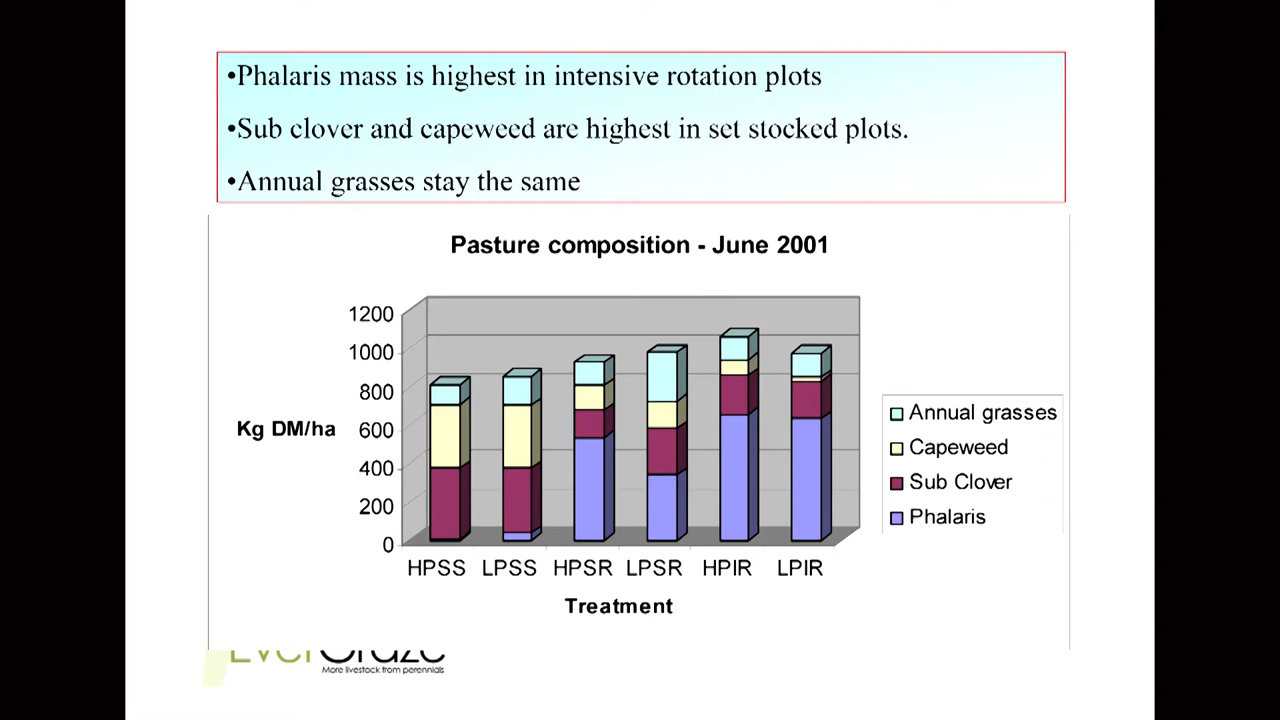 •Phalaris mass is highest in intensive rotation plots
•Sub clover and capeweed are highest in set stocked plots.
•Annual grasses stay the same
Pasture composition - June 2001
1200
1000
800
600
400
200
0
Kg DM/ha
HPSS LPSS HPSR LPSR HPIR LPIR
Treatment
Annual grasses
Capeweed
Sub Clover
Phalaris
EverGraze
More livestock from perennials